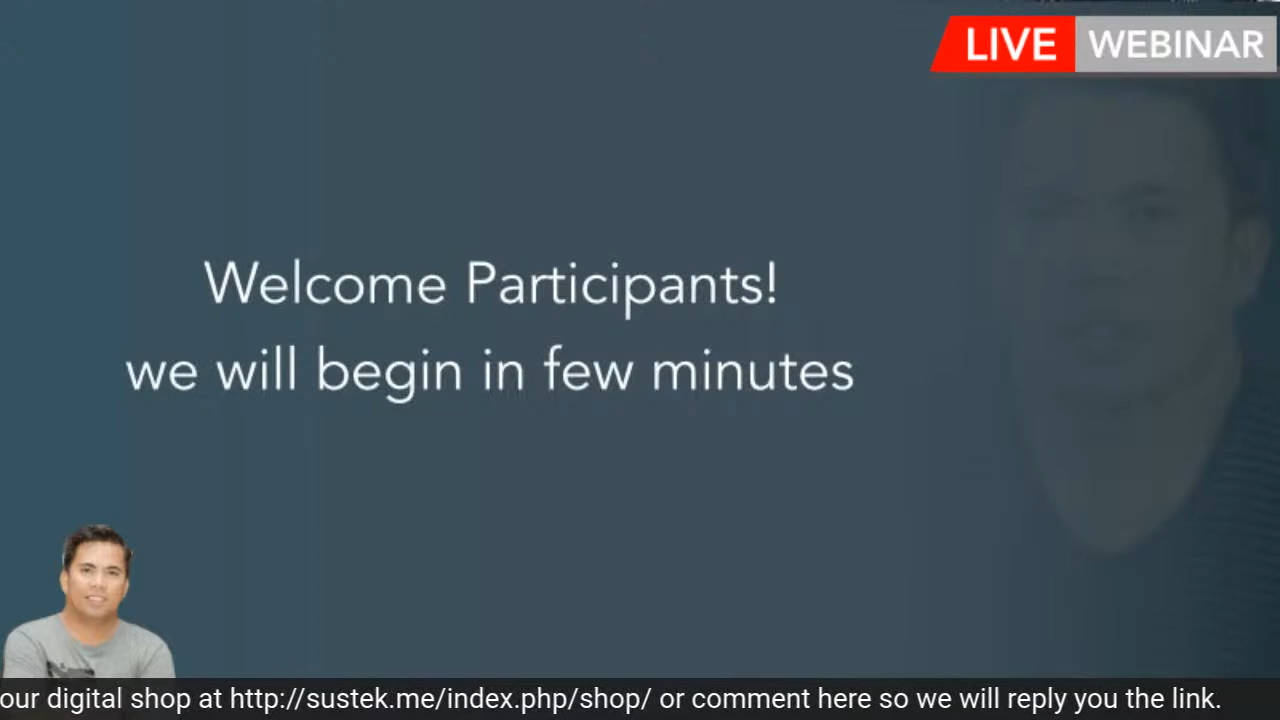 LIVE WEBINAR
Welcome Participants!
we will begin in few minutes
our digital shop at http://sustek.me/index.php/shop/ or comment here so we will reply you the link.